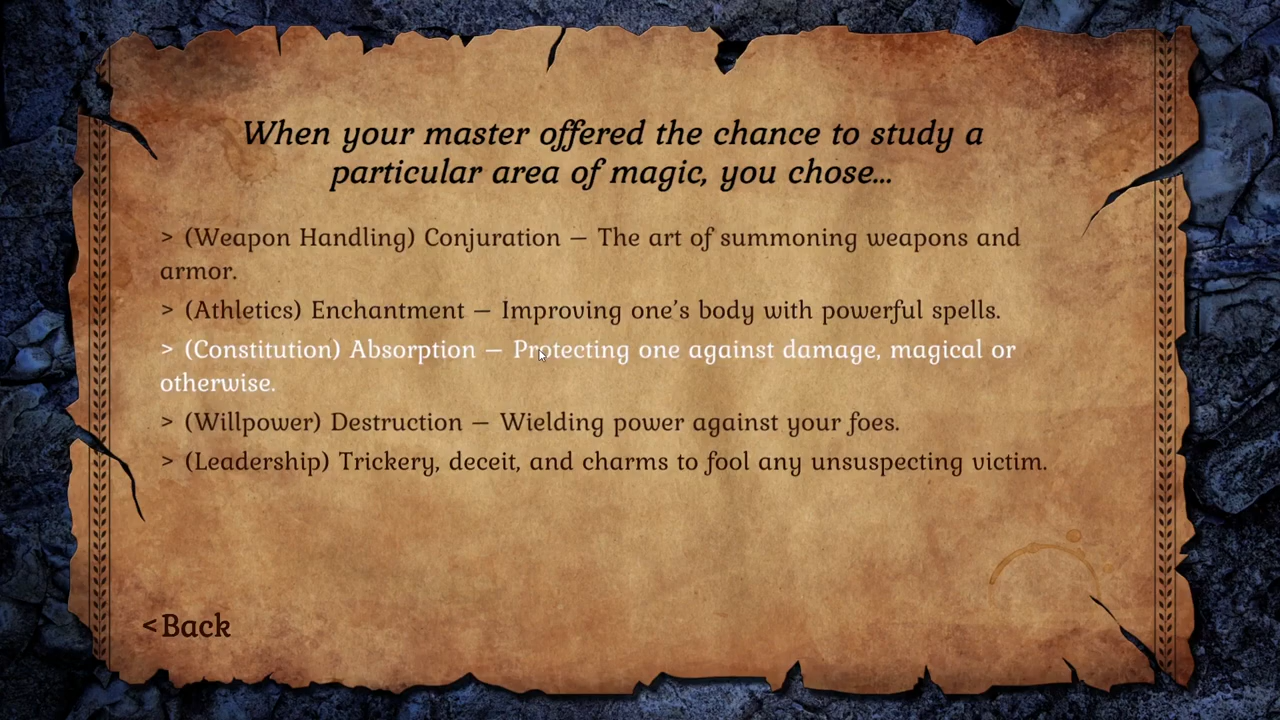 When your master offered the chance to study a
particular area of magic, you chose...
> (Weapon Handling) Conjuration – The art of summoning weapons and
armor.
> (Athletics) Enchantment – Improving one's body with powerful spells.
> (Constitution) Absorption – Protecting one against damage, magical or
otherwise.
> (Willpower) Destruction – Wielding power against your foes.
> (Leadership) Trickery, deceit, and charms to fool any unsuspecting victim.
<Back